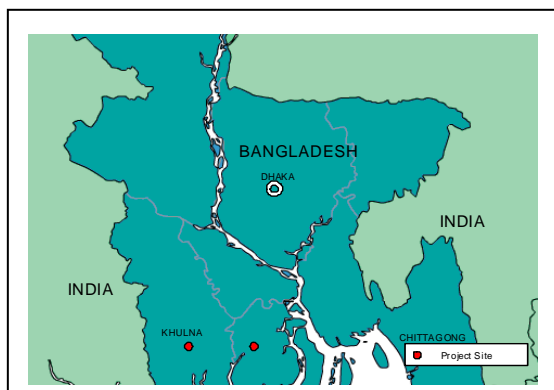 BANGLADESH
DHAKA
INDIA
INDIA
KHULNA
CHITTAGONG
Project Site